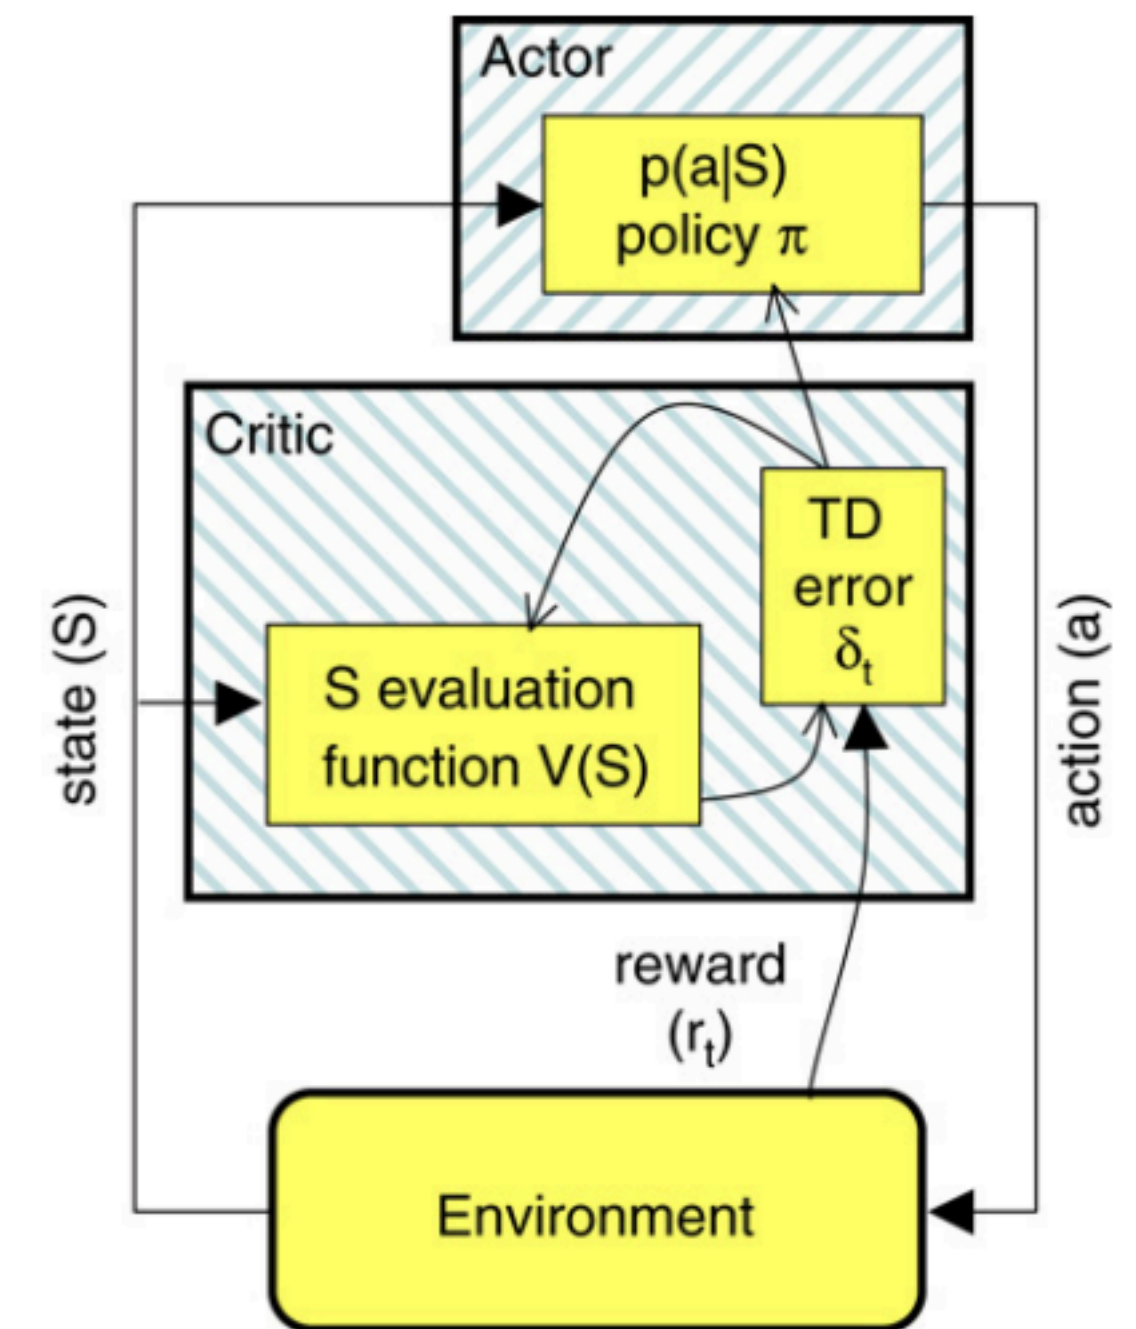 Actor
p(a|S)
policy π
Critic
TD
error
δt
S evaluation
function V(S)
state (S)
action (a)
reward
(rt)
Environment